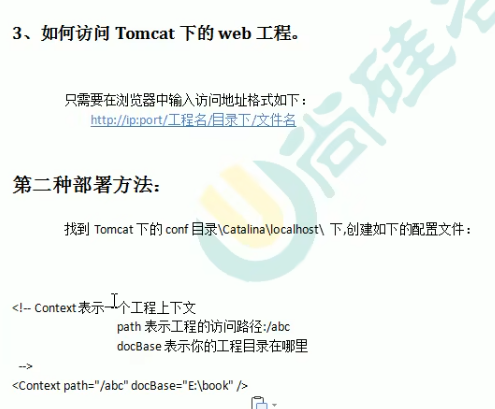 3、如何访问 Tomcat 下的 web 工程。
只需要在浏览器中输入访问地址格式如下：
http://ip:port/工程名/目录下/文件名
第二种部署方法：
找到 Tomcat 下的 conf 目录\Catalina\localhost\ 下,创建如下的配置文件：
<!-- Context 表示一个工程上下文
path 表示工程的访问路径:/abc
docBase 表示你的工程目录在哪里
-->
<Context path="/abc" docBase="E:\book" />
尚硅谷